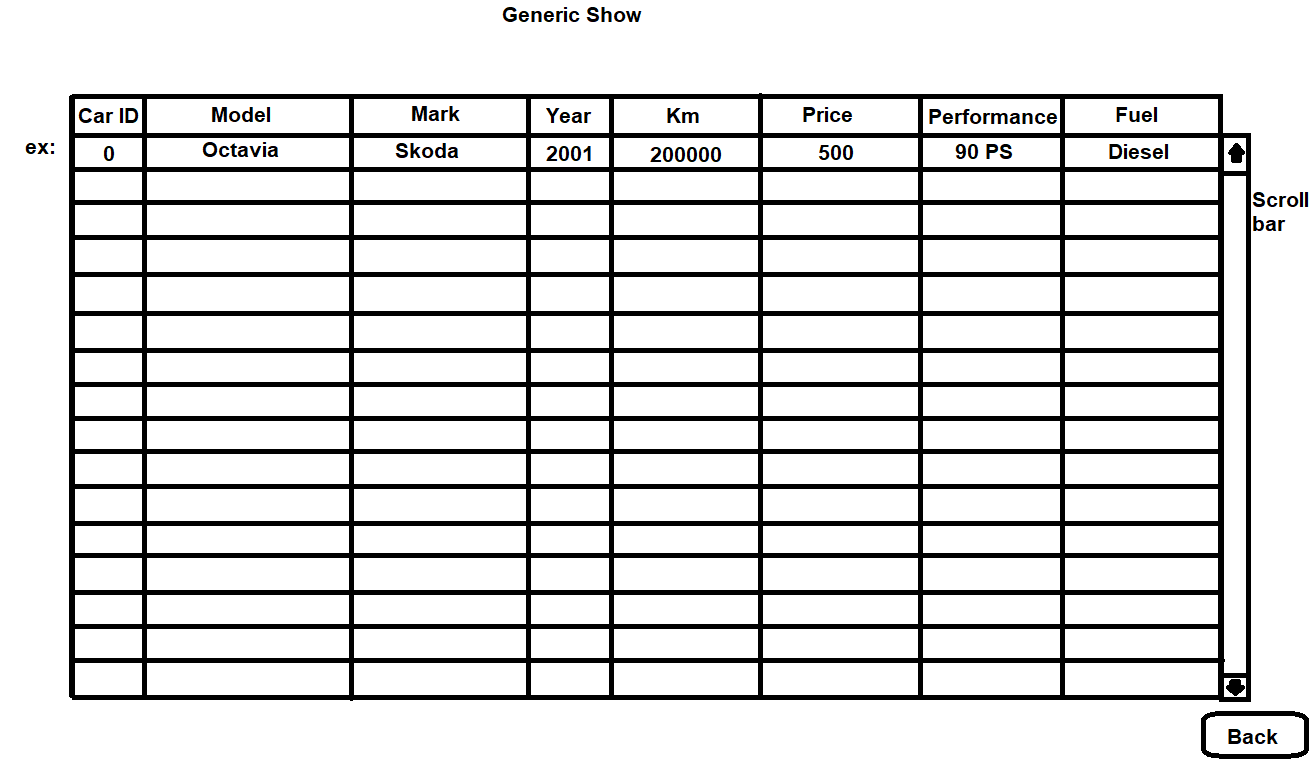 Generic Show
Car ID Model Mark Year Km Price Performance Fuel
ex: 0 Octavia Skoda 2001 200000 500 90 PS Diesel
Scroll
bar
Back